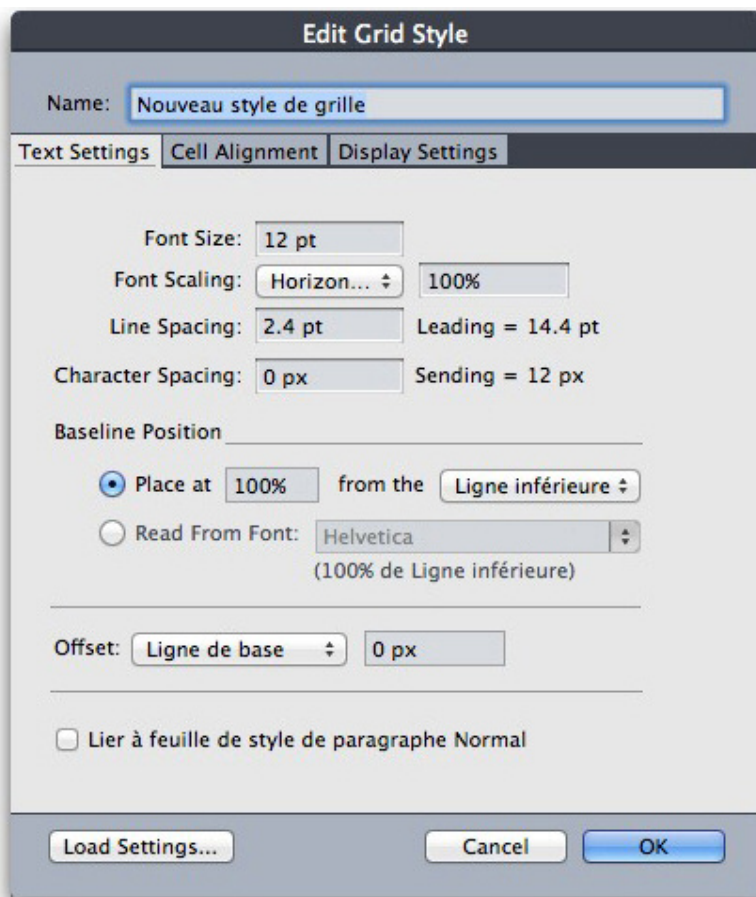 Edit Grid Style
Name: Nouveau style de grille
Text Settings Cell Alignment Display Settings
Font Size: 12 pt
Font Scaling: Horizon... 100%
Line Spacing: 2.4 pt Leading = 14.4 pt
Character Spacing: 0 px Sending = 12 px
Baseline Position
Place at 100% from the Ligne inférieure
Read From Font: Helvetica
(100% de Ligne inférieure)
Offset: Ligne de base 0 px
Lier à feuille de style de paragraphe Normal
Load Settings... Cancel OK